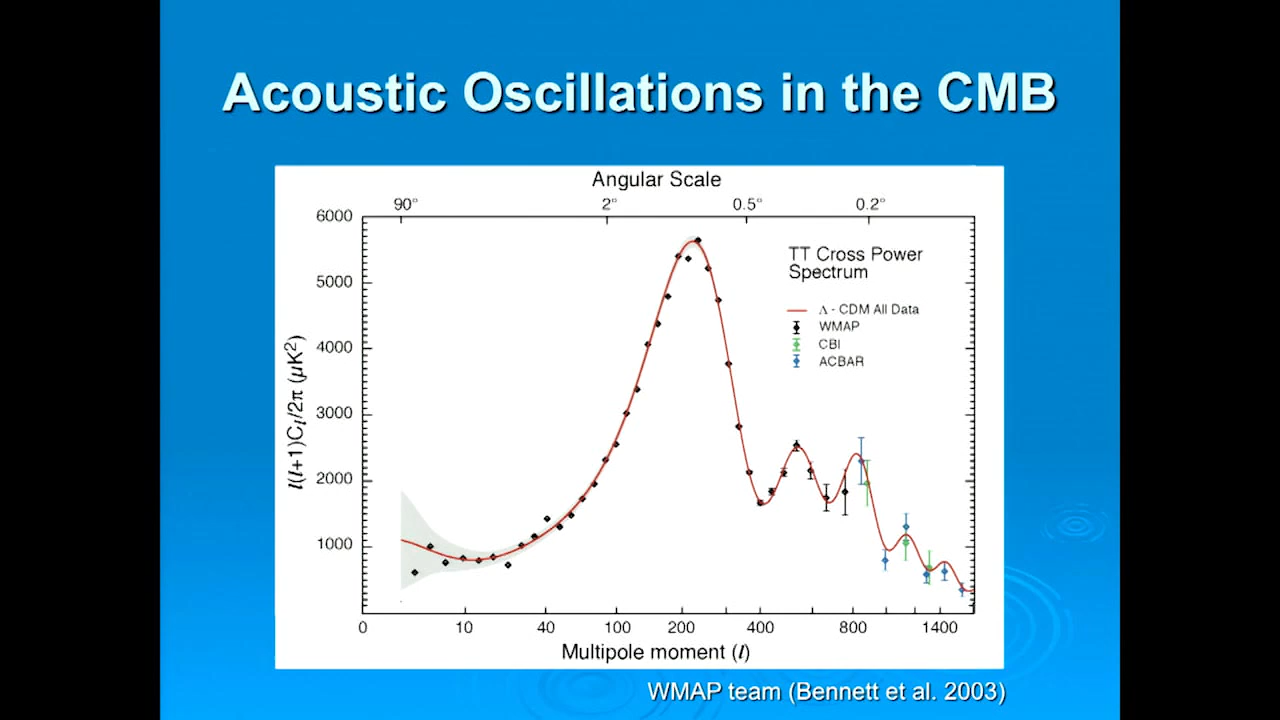 Acoustic Oscillations in the CMB
Angular Scale
90° 2° 0.5° 0.2°
6000
5000
4000
3000
2000
1000
l(l+1)Cl/2π (μK²)
TT Cross Power
Spectrum
Λ - CDM All Data
WMAP
CBI
ACBAR
0 10 40 100 200 400 800 1400
Multipole moment (l)
WMAP team (Bennett et al. 2003)